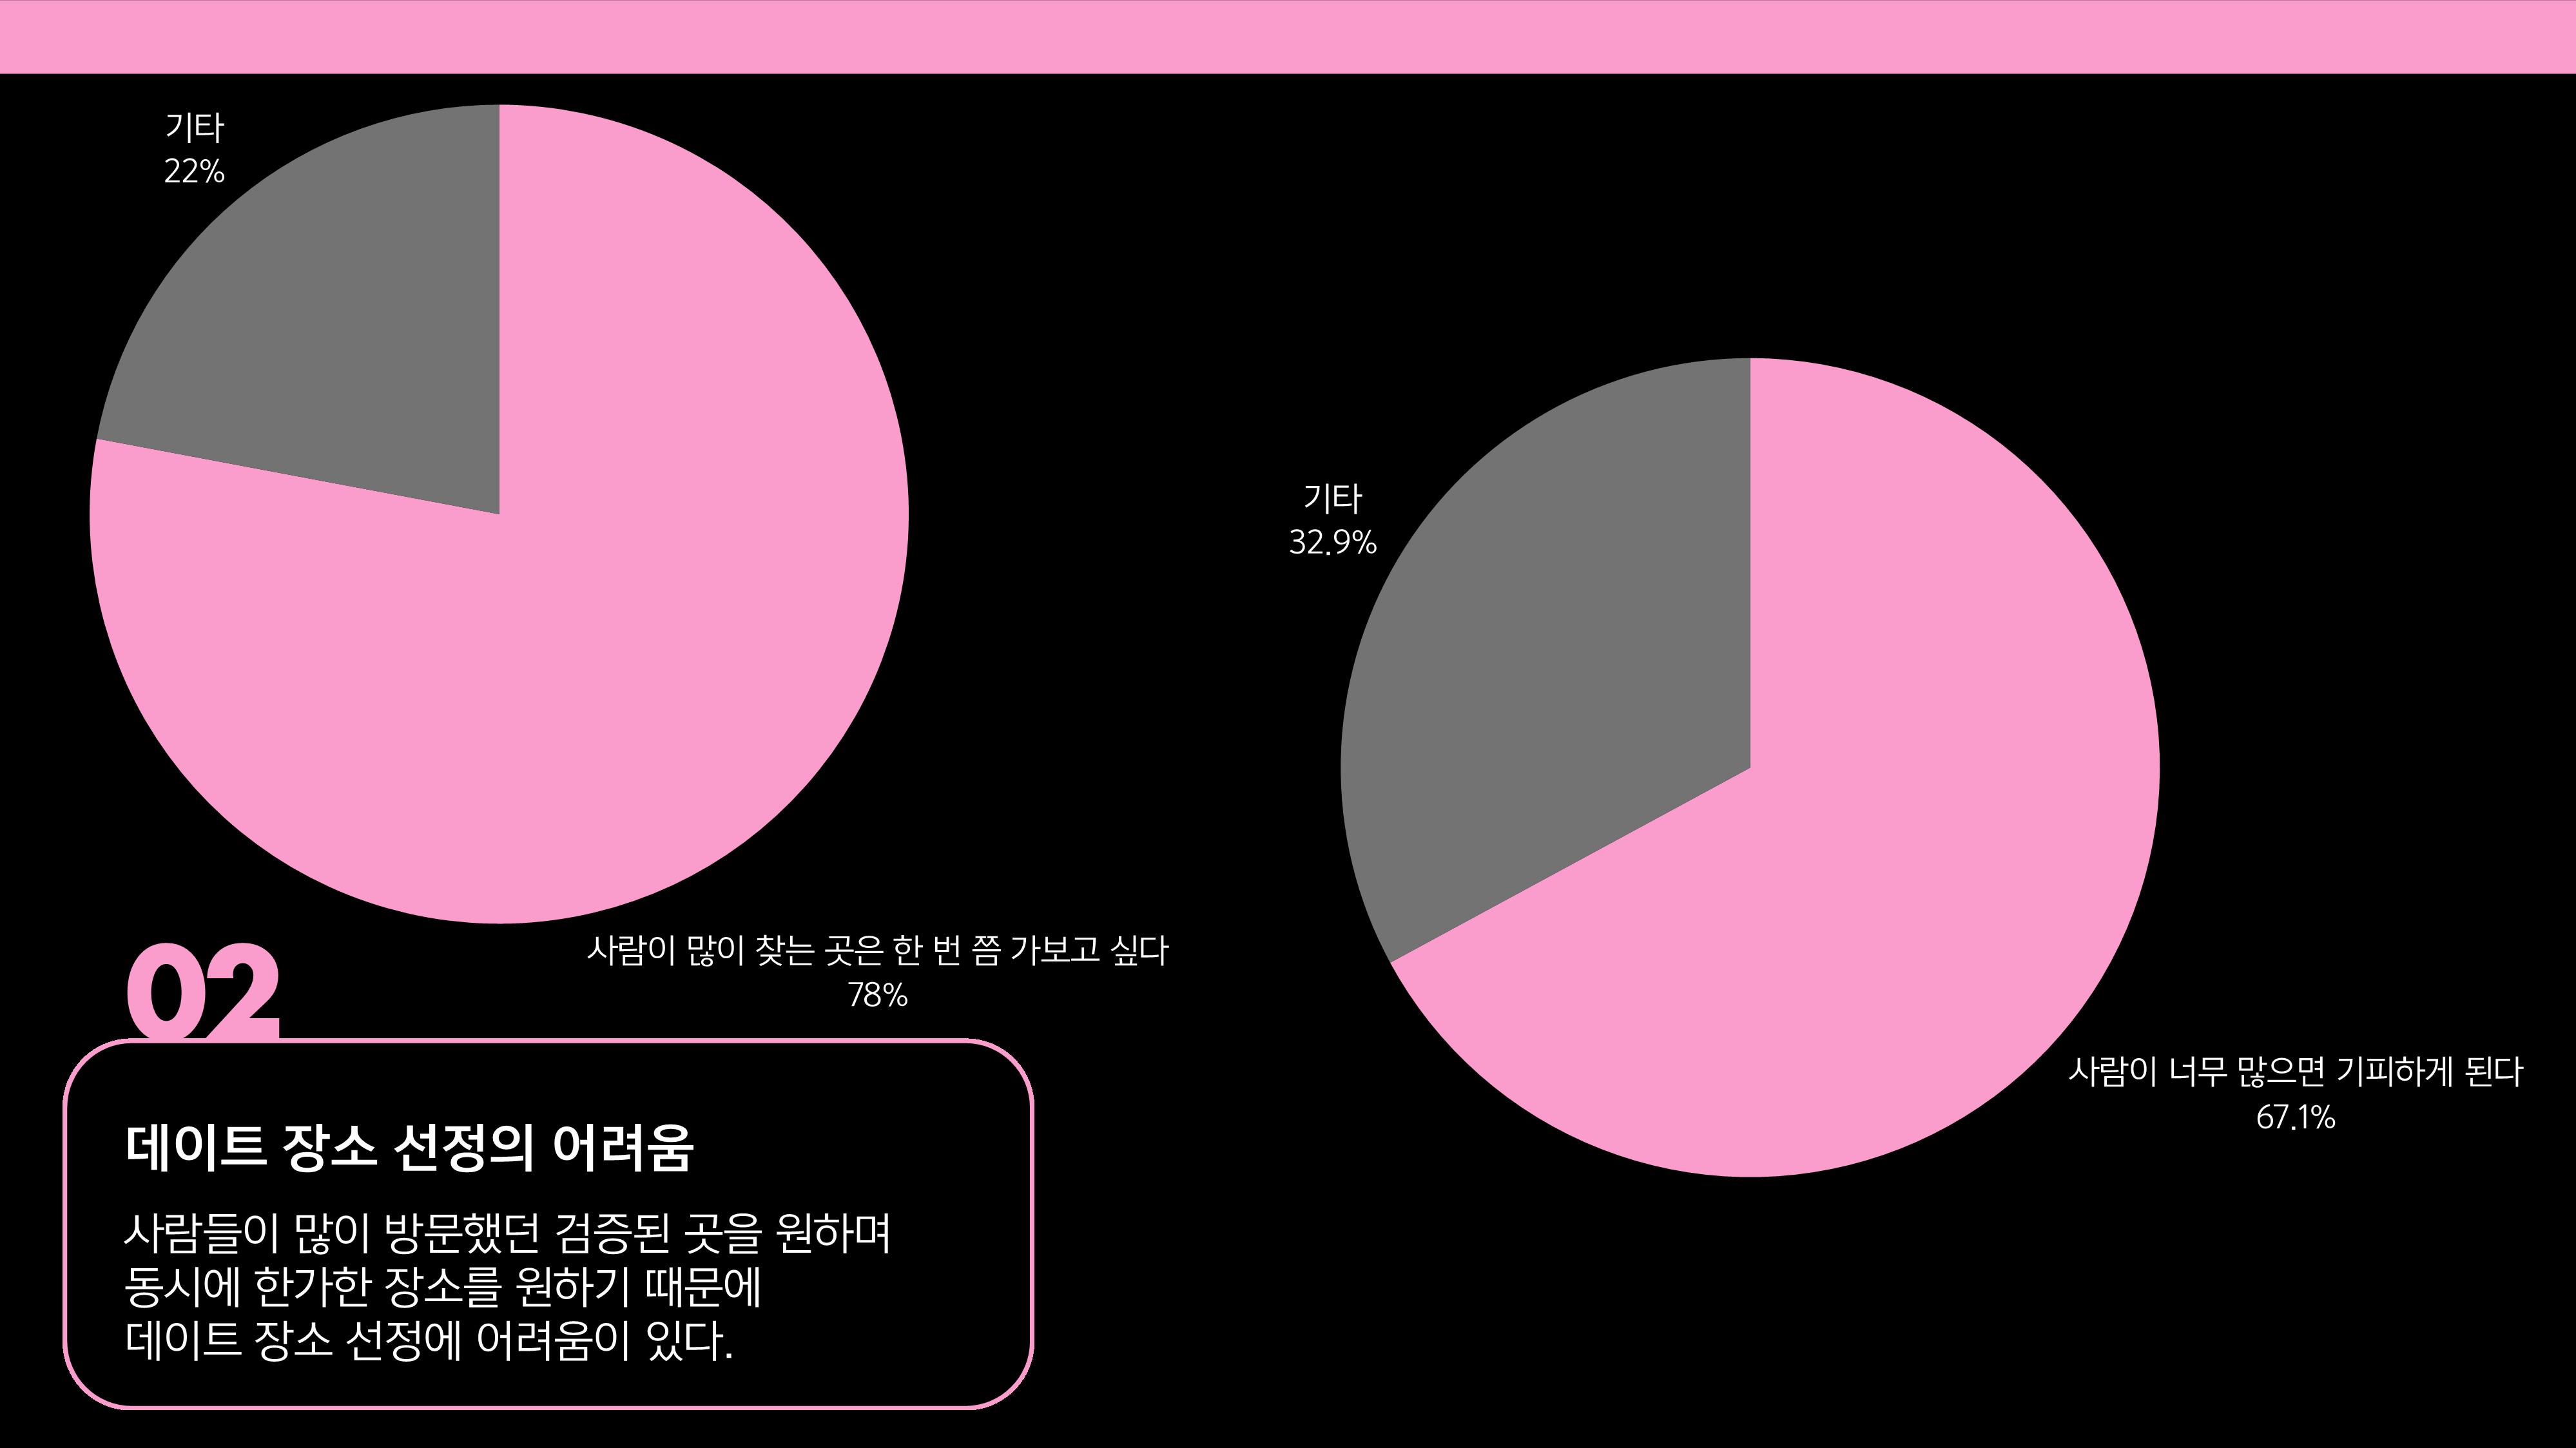 기타
22%
사람이 많이 찾는 곳은 한 번 쯤 가보고 싶다
78%
기타
32.9%
사람이 너무 많으면 기피하게 된다
67.1%
02
데이트 장소 선정의 어려움
사람들이 많이 방문했던 검증된 곳을 원하며
동시에 한가한 장소를 원하기 때문에
데이트 장소 선정에 어려움이 있다.